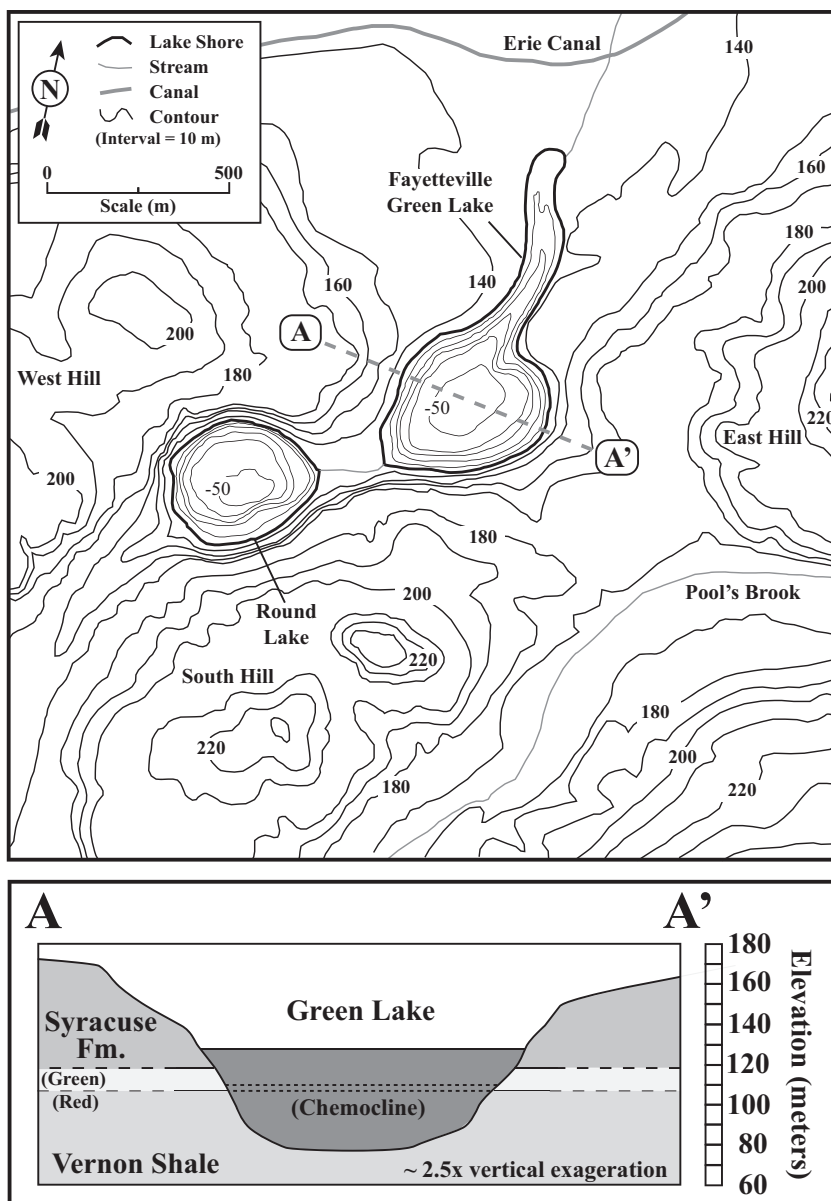 Lake Shore
Stream
Canal
Contour
(Interval = 10 m)
N
0 500
Scale (m)
Erie Canal
140
Fayetteville
Green Lake
160
180
200
160
140
200
A
West Hill
180
-50
220
East Hill
A'
200
-50
180
Pool's Brook
Round
Lake
200
220
South Hill
180
220
200
180
220
A A’
180
160
140
120
100
80
60
Elevation (meters)
Green Lake
Syracuse
Fm.
(Green)
(Red)
(Chemocline)
Vernon Shale
~ 2.5x vertical exageration